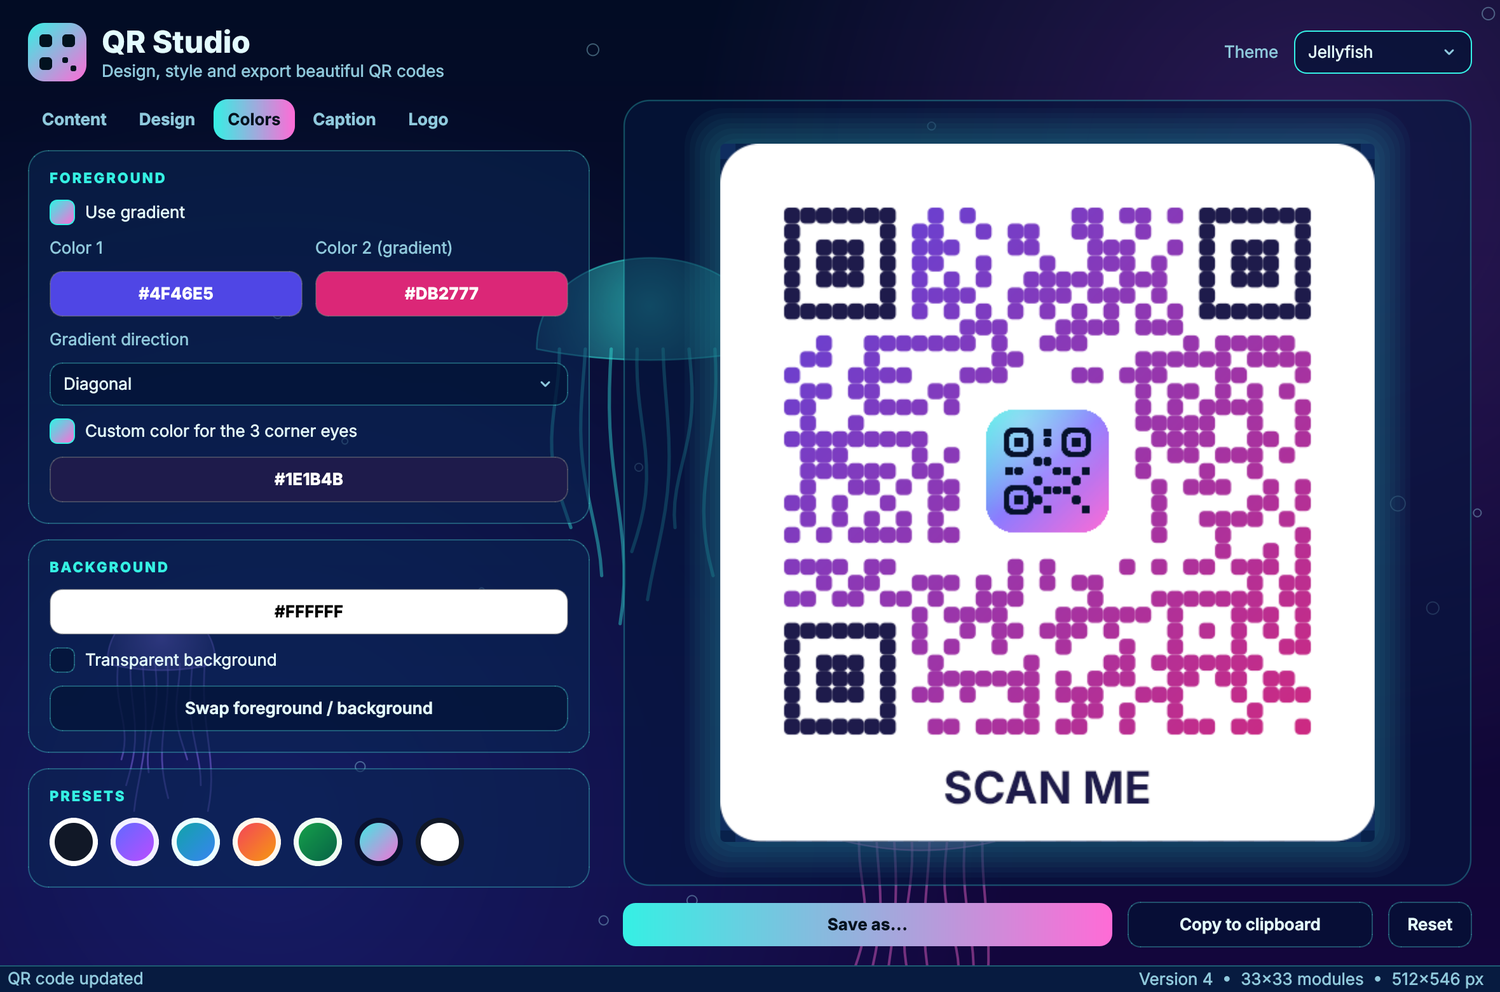 QR Studio
Design, style and export beautiful QR codes
Theme
Jellyfish
Content
Design
Colors
Caption
Logo
FOREGROUND
Use gradient
Color 1
Color 2 (gradient)
#4F46E5
#DB2777
Gradient direction
Diagonal
Custom color for the 3 corner eyes
#1E1B4B
BACKGROUND
#FFFFFF
Transparent background
Swap foreground / background
PRESETS
SCAN ME
Save as...
Copy to clipboard
Reset
QR code updated
Version 4 • 33×33 modules • 512×546 px